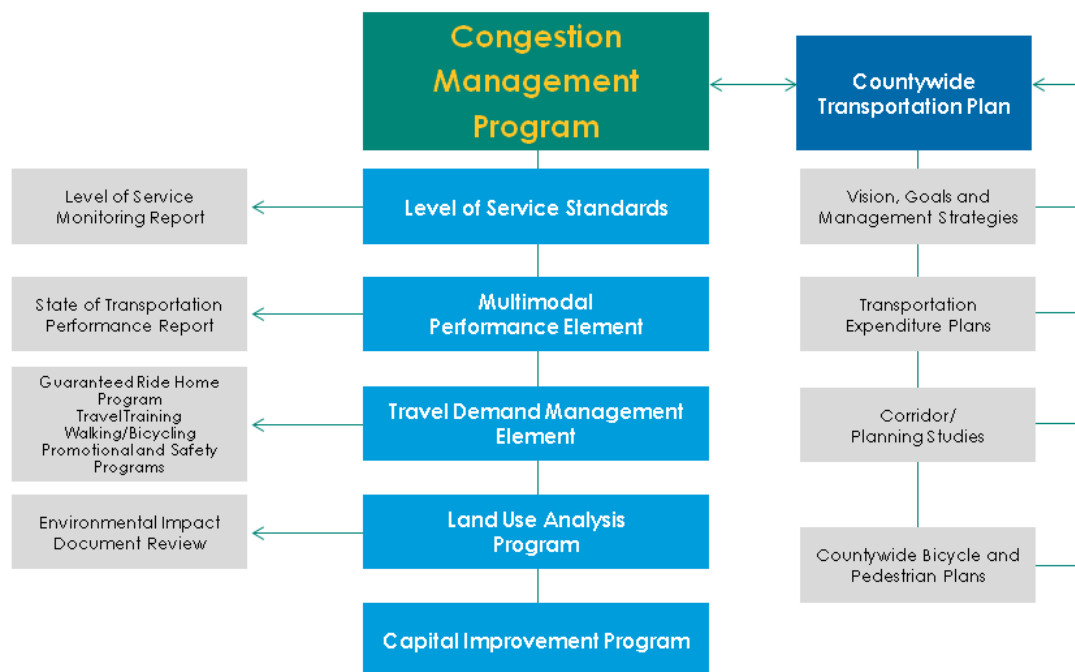 Congestion
Management
Program
Countywide
Transportation Plan
Level of Service
Monitoring Report
Level of Service Standards
Vision, Goals and
Management Strategies
State of Transportation
Performance Report
Multimodal
Performance Element
Transportation
Expenditure Plans
Guaranteed Ride Home
Program
Travel Training
Walking/Bicycling
Promotional and Safety
Programs
Travel Demand Management
Element
Corridor/
Planning Studies
Environmental Impact
Document Review
Land Use Analysis
Program
Countywide Bicycle and
Pedestrian Plans
Capital Improvement Program